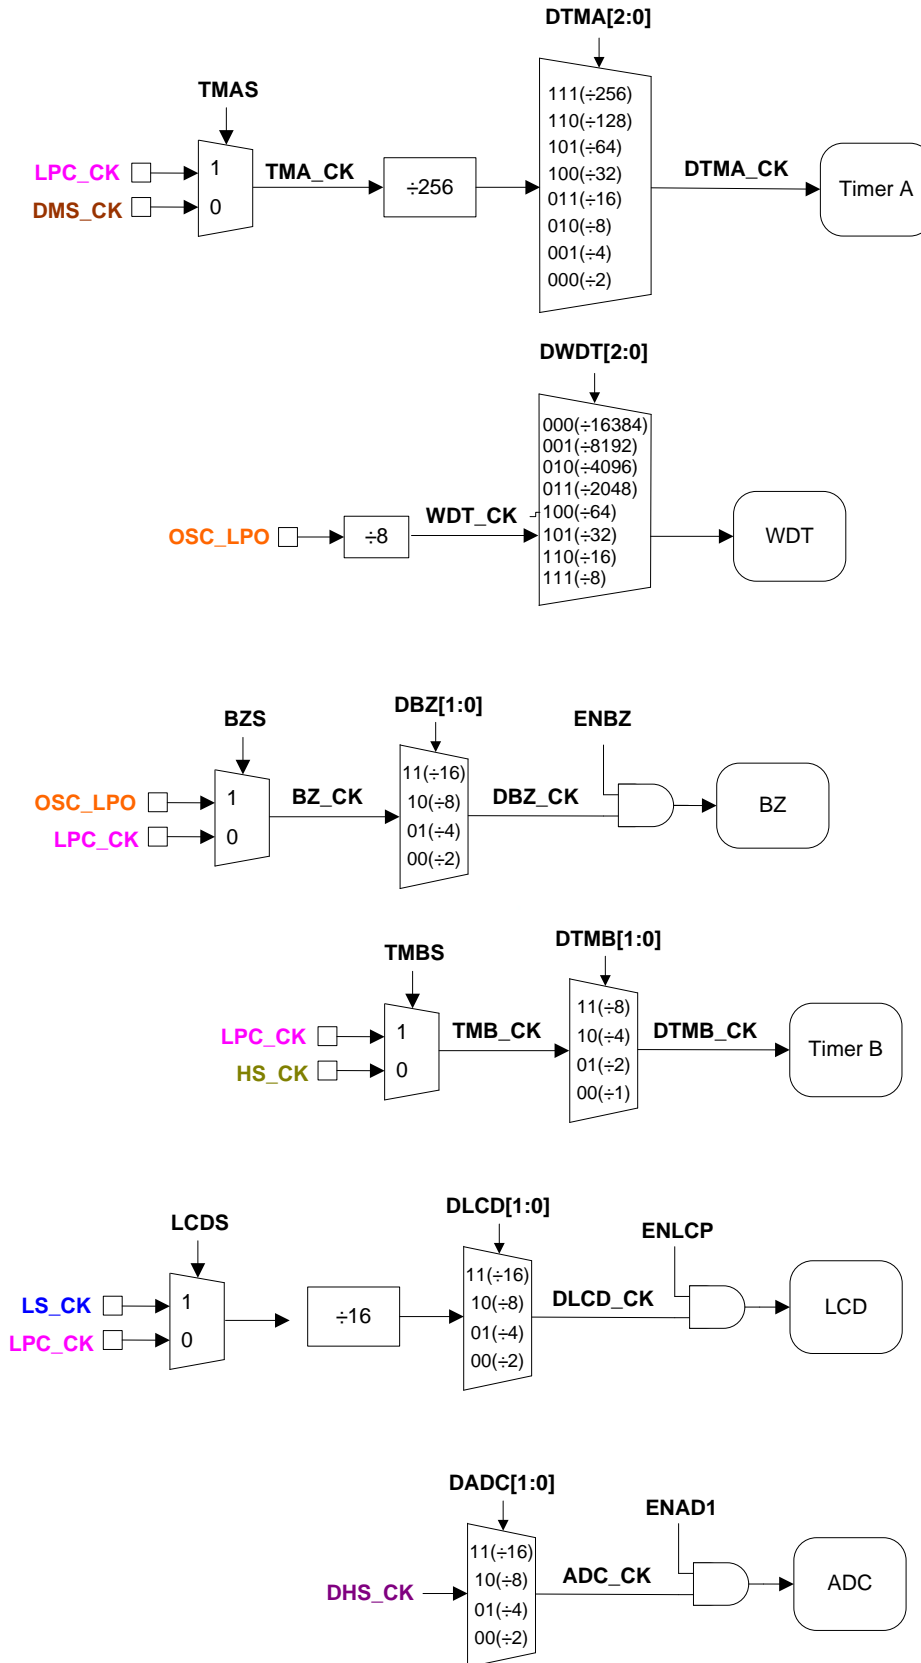 DTMA[2:0]
TMAS
111(÷256)
110(÷128)
101(÷64)
100(÷32)
011(÷16)
010(÷8)
001(÷4)
000(÷2)
LPC_CK
1
DMS_CK
0
TMA_CK
÷256
DTMA_CK
Timer A
DWDT[2:0]
000(÷16384)
001(÷8192)
010(÷4096)
011(÷2048)
100(÷64)
101(÷32)
110(÷16)
111(÷8)
OSC_LPO
÷8
WDT_CK
WDT
BZS
DBZ[1:0]
ENBZ
OSC_LPO
1
LPC_CK
0
BZ_CK
11(÷16)
10(÷8)
01(÷4)
00(÷2)
DBZ_CK
BZ
TMBS
DTMB[1:0]
LPC_CK
1
HS_CK
0
TMB_CK
11(÷8)
10(÷4)
01(÷2)
00(÷1)
DTMB_CK
Timer B
LCDS
DLCD[1:0]
ENLCP
LS_CK
1
LPC_CK
0
÷16
11(÷16)
10(÷8)
01(÷4)
00(÷2)
DLCD_CK
LCD
DADC[1:0]
ENAD1
DHS_CK
11(÷16)
10(÷8)
01(÷4)
00(÷2)
ADC_CK
ADC